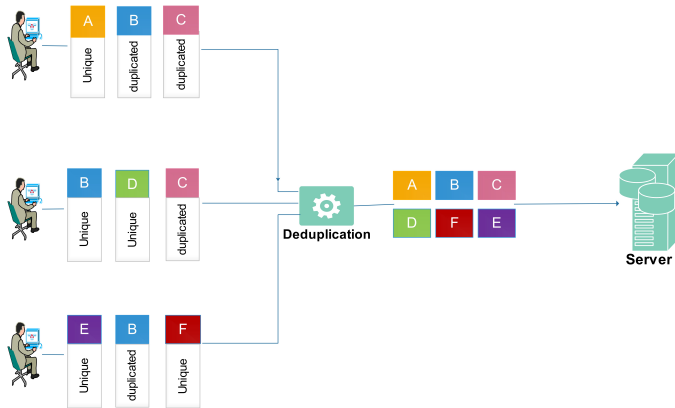 A B C
Unique duplicated duplicated
B D C
Unique Unique duplicated
E B F
Unique duplicated Unique
Deduplication
A B C
D F E
Server